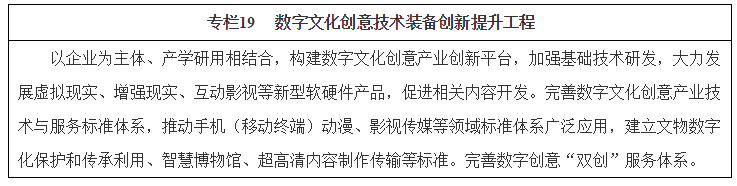 专栏19 数字文化创意技术装备创新提升工程
以企业为主体、产学研用相结合，构建数字文化创意产业创新平台，加强基础技术研发，大力发
展虚拟现实、增强现实、互动影视等新型软硬件产品，促进相关内容开发。完善数字文化创意产业技
术与服务标准体系，推动手机（移动终端）动漫、影视传媒等领域标准体系广泛应用，建立文物数字
化保护和传承利用、智慧博物馆、超高清内容制作传输等标准。完善数字创意“双创”服务体系。